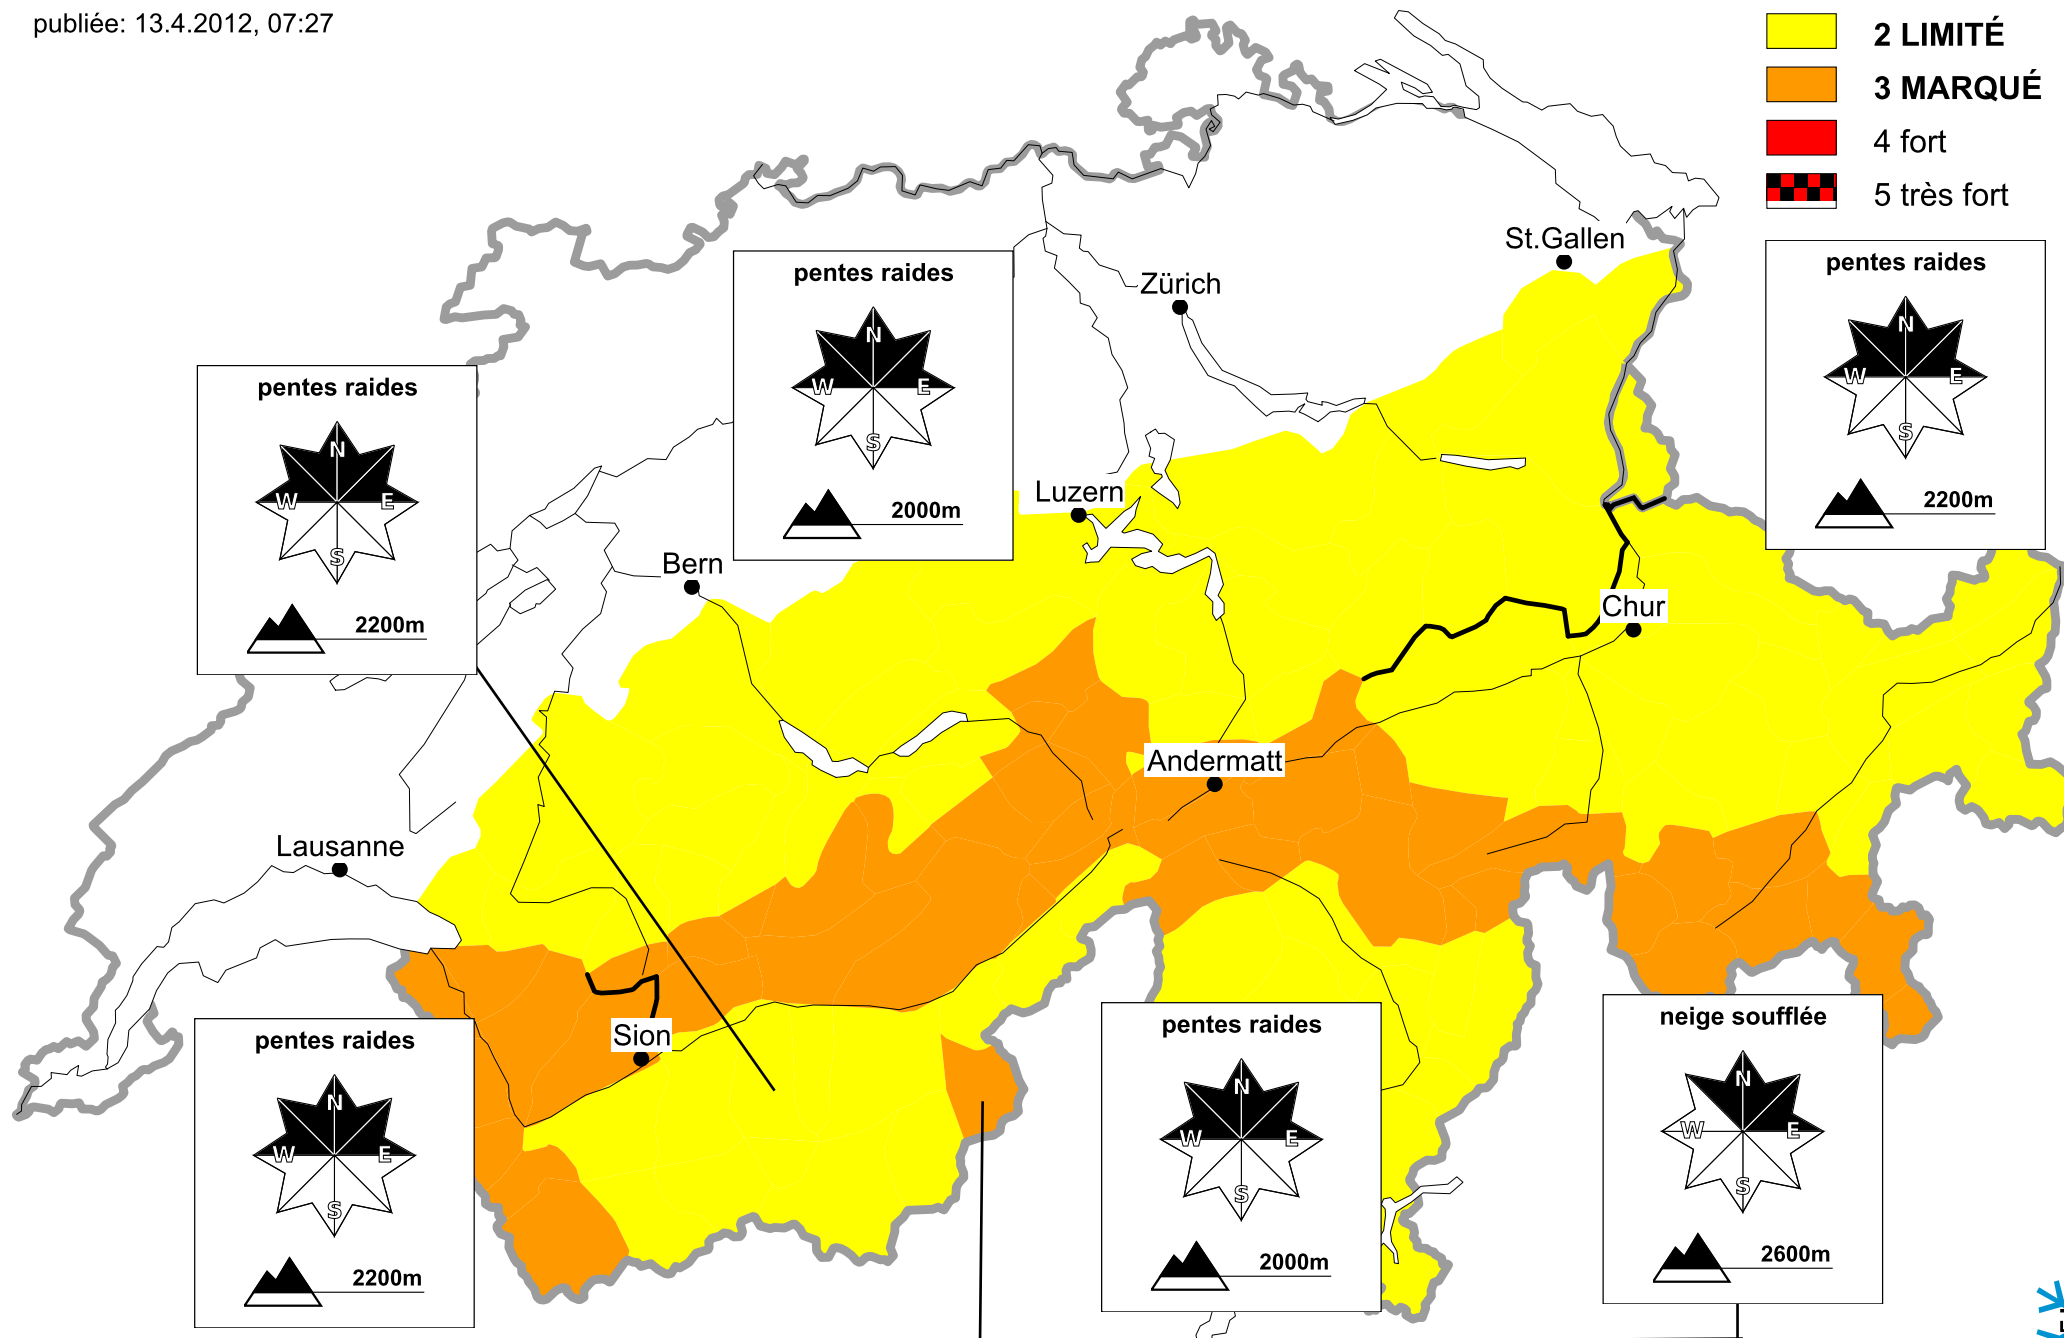 publiée: 13.4.2012, 07:27
2 LIMITÉ
3 MARQUÉ
4 fort
5 très fort
St.Gallen
Zürich
pentes raides
N
W E
S
2000m
pentes raides
N
W E
S
2200m
pentes raides
N
W E
S
2200m
Luzern
Bern
Chur
Andermatt
Lausanne
Sion
pentes raides
N
W E
S
2200m
pentes raides
N
W E
S
2000m
neige soufflée
N
W E
S
2600m